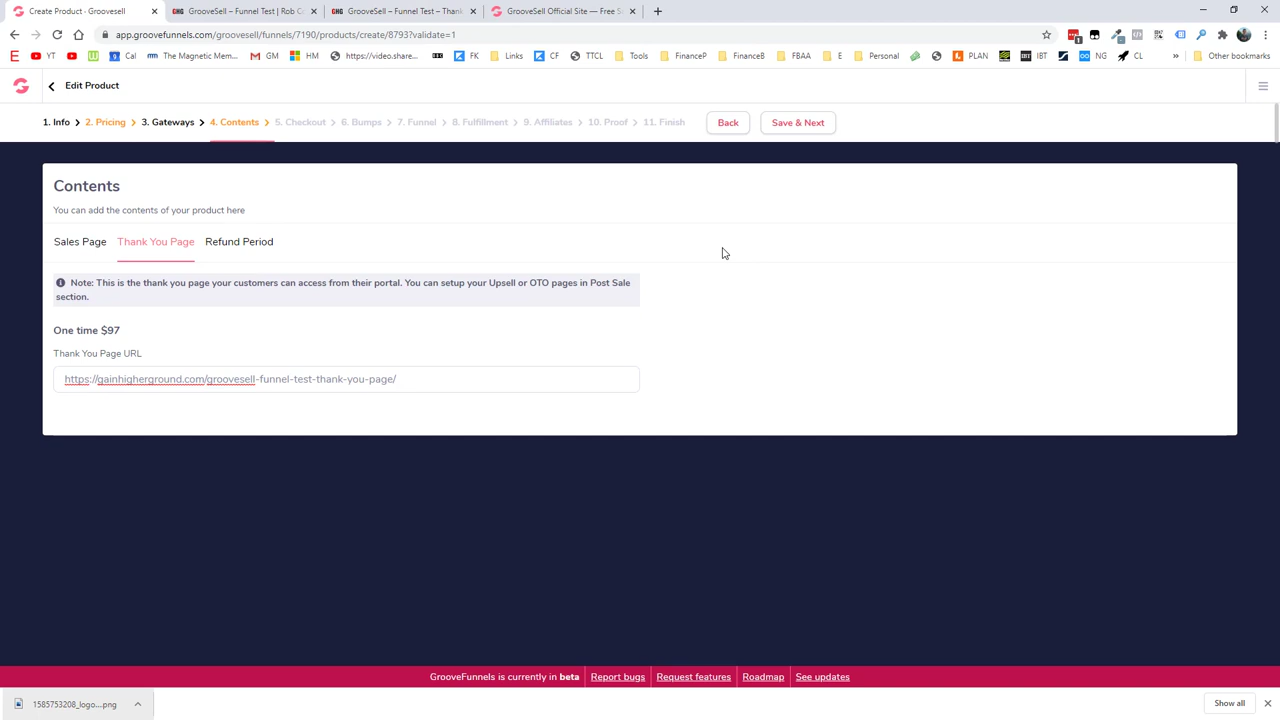 Create Product - Groovesell
GrooveSell – Funnel Test | Rob C
GrooveSell – Funnel Test – Thank
GrooveSell Official Site — Free S
app.groovefunnels.com/groovesell/funnels/7190/products/create/8793?validate=1
YT
Cal
The Magnetic Mem...
GM
HM
https://vidison.share...
FK
Links
CF
TTCL
Tools
FinanceP
FinanceB
FBAA
E
Personal
PLAN
IBT
NG
CL
Other bookmarks
Edit Product
1. Info > 2. Pricing > 3. Gateways > 4. Contents > 5. Checkout > 6. Bumps > 7. Funnel > 8. Fulfillment > 9. Affiliates > 10. Proof > 11. Finish
Back
Save & Next
Contents
You can add the contents of your product here
Sales Page
Thank You Page
Refund Period
Note: This is the thank you page your customers can access from their portal. You can setup your Upsell or OTO pages in Post Sale
section.
One time $97
Thank You Page URL
https://gainhigherground.com/groovesell-funnel-test-thank-you-page/
GrooveFunnels is currently in beta
Report bugs
Request features
Roadmap
See updates
1585753208_logo....png
Show all